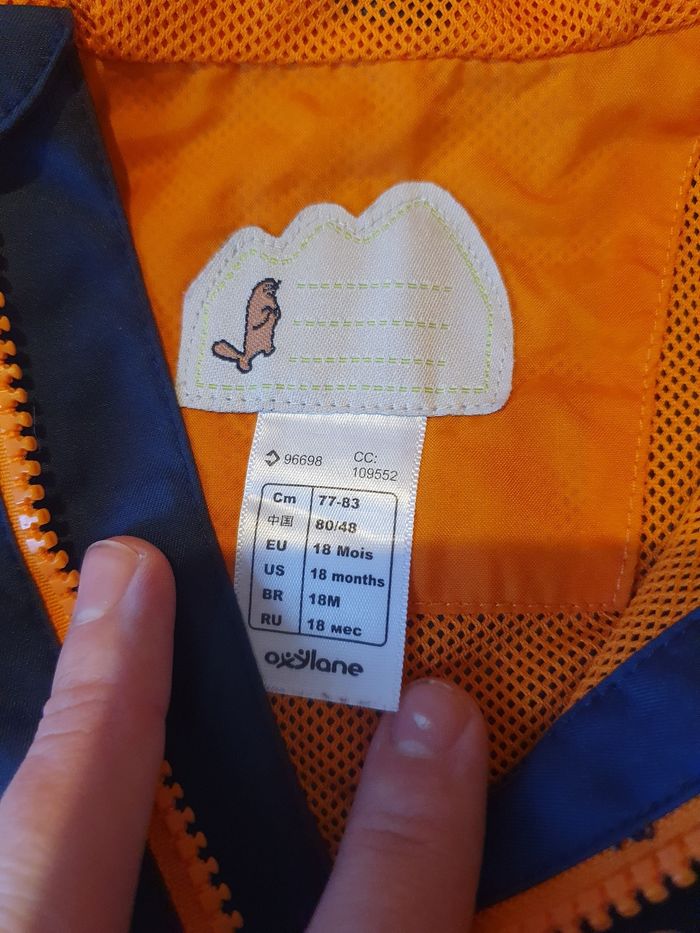 96698 CC:
109552
Cm 77-83
中国 80/48
EU 18 Mois
US 18 months
BR 18M
RU 18 мес
oxylane